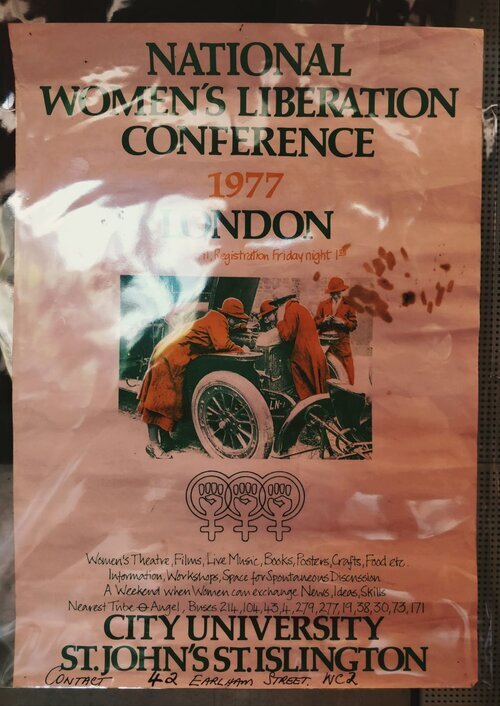 NATIONAL
WOMEN'S LIBERATION
CONFERENCE
1977
LONDON
Registration Friday night 1st
LN-
Women's Theatre, Films, Live Music, Books, Posters, Crafts, Food etc.
Information, Workshops, Space for Spontaneous Discussion
A Weekend when Women can exchange News, Ideas, Skills
Nearest Tube Angel, Buses 214, 104, 43, 4, 279, 277, 19, 38, 30, 73, 171
CITY UNIVERSITY
ST. JOHN'S ST. ISLINGTON
CONTACT 42 EARLHAM STREET. WC2